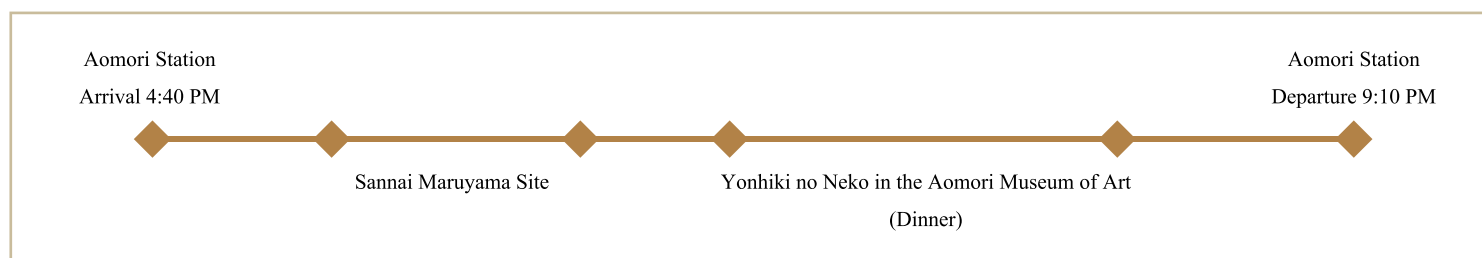 Aomori Station
Arrival 4:40 PM
Aomori Station
Departure 9:10 PM
Sannai Maruyama Site
Yonhiki no Neko in the Aomori Museum of Art
(Dinner)